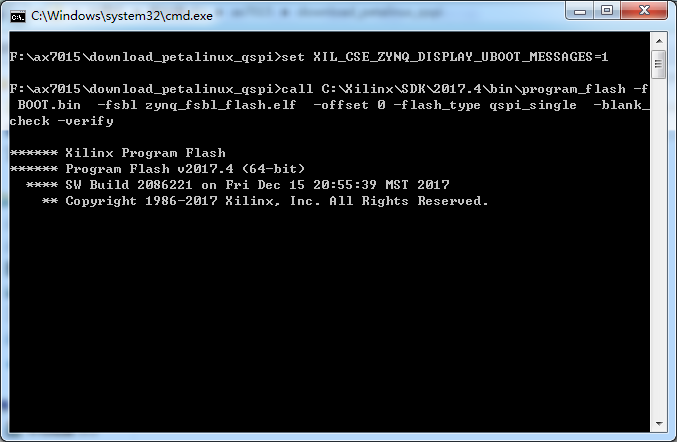 C:\Windows\system32\cmd.exe
F:\ax7015\download_petalinux_qspi>set XIL_CSE_ZYNQ_DISPLAY_UBOOT_MESSAGES=1
F:\ax7015\download_petalinux_qspi>call C:\Xilinx\SDK\2017.4\bin\program_flash -f
 BOOT.bin  -fsbl zynq_fsbl_flash.elf  -offset 0 -flash_type qspi_single  -blank_
check -verify
****** Xilinx Program Flash
****** Program Flash v2017.4 (64-bit)
  **** SW Build 2086221 on Fri Dec 15 20:55:39 MST 2017
    ** Copyright 1986-2017 Xilinx, Inc. All Rights Reserved.